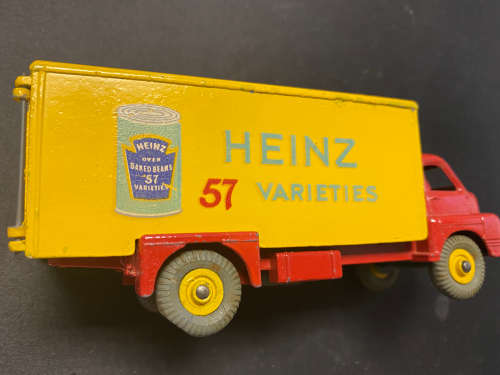 HEINZ
OVEN
BAKED BEANS
57
VARIETIES
HEINZ
57 VARIETIES